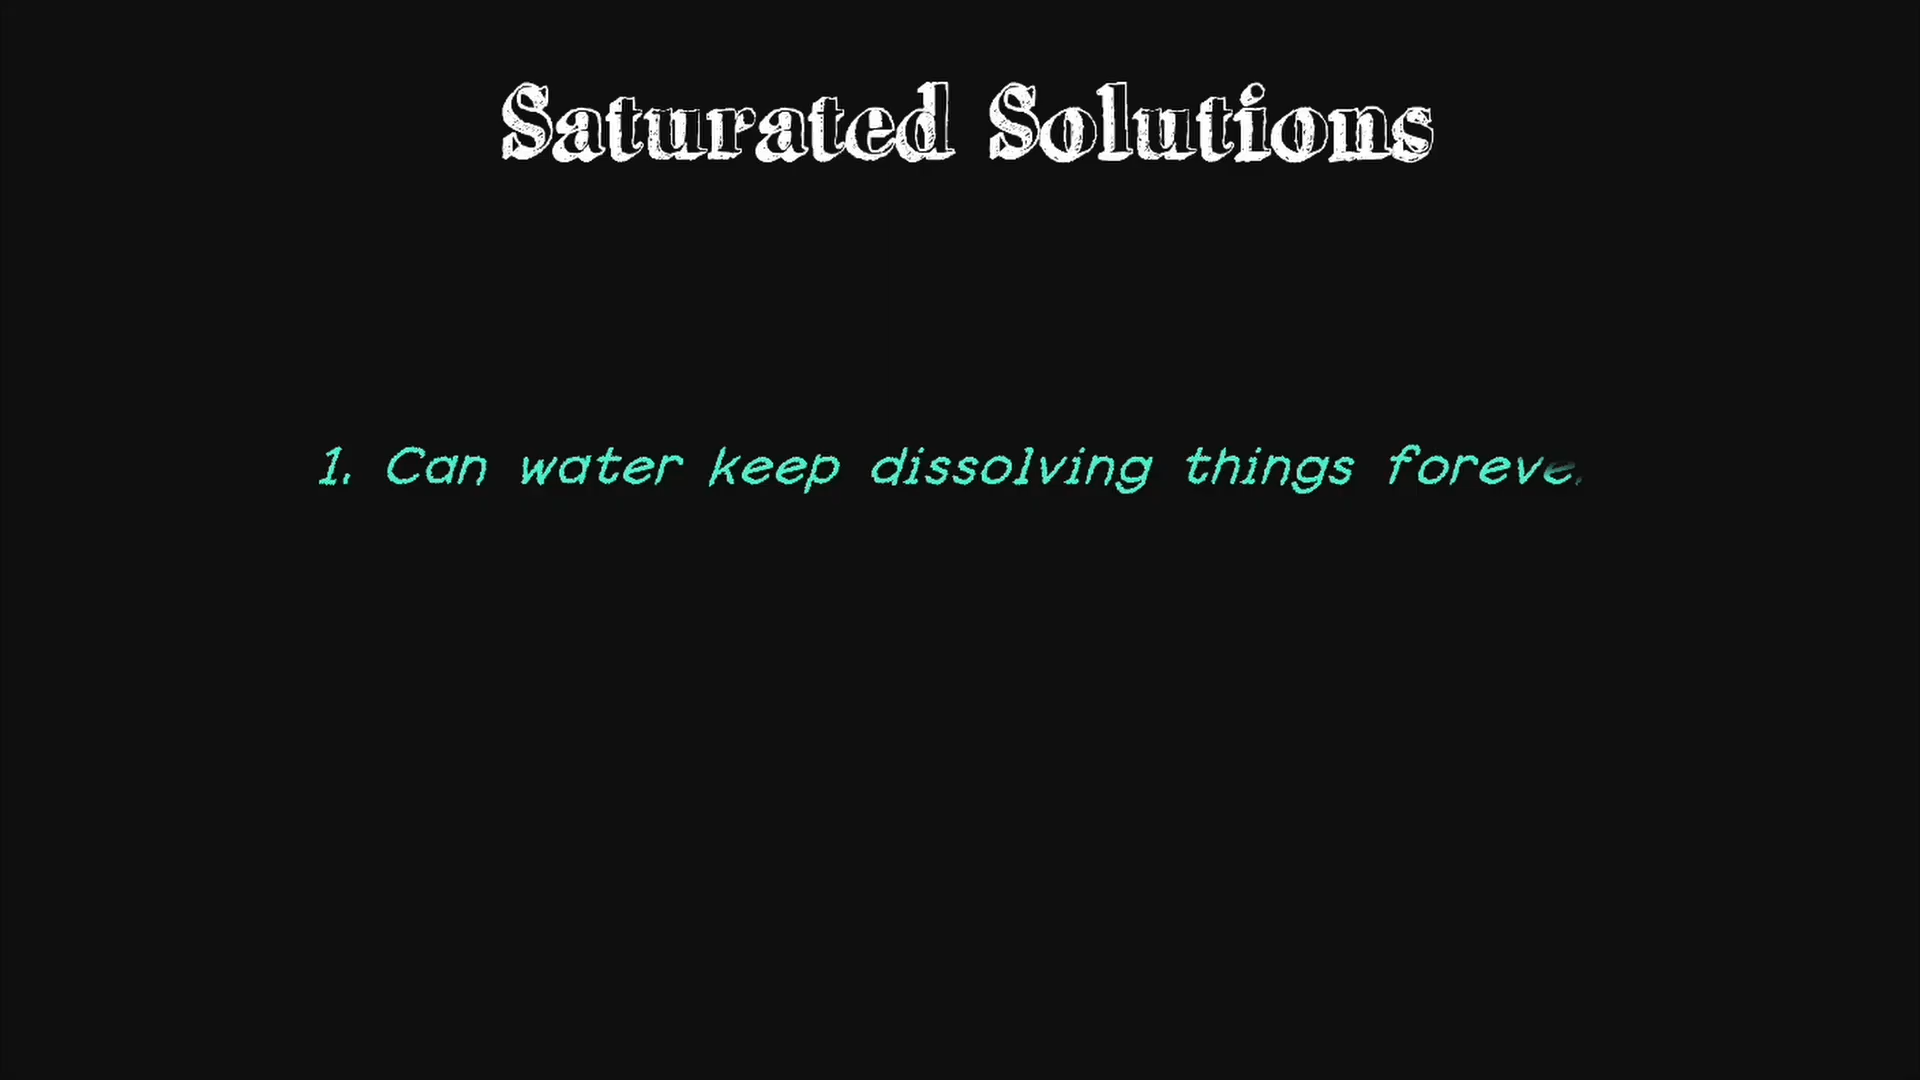 Saturated Solutions
1. Can water keep dissolving things foreve